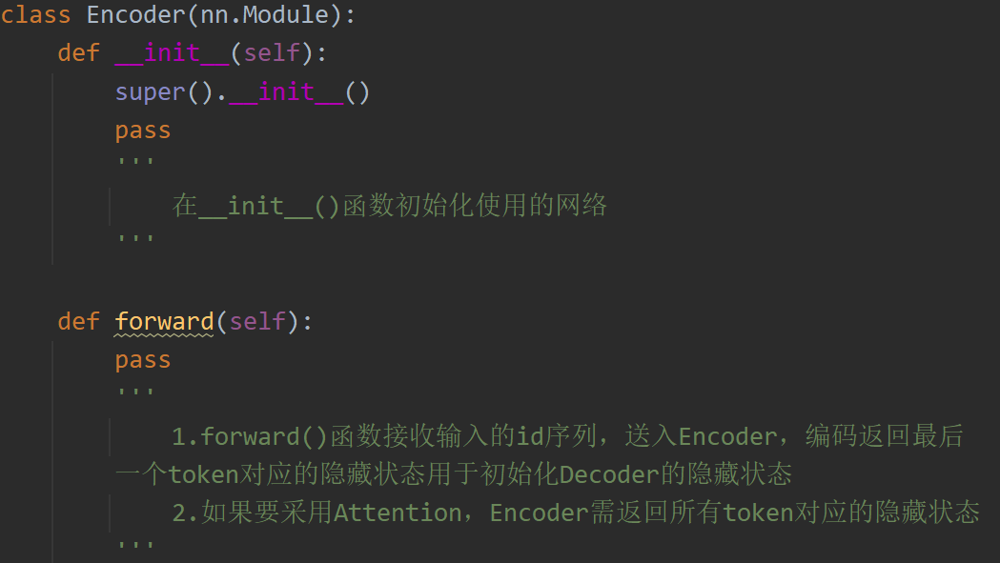 class Encoder(nn.Module):
    def __init__(self):
        super().__init__()
        pass
        '''
            在__init__()函数初始化使用的网络
        '''

    def forward(self):
        pass
        '''
            1.forward()函数接收输入的id序列，送入Encoder，编码返回最后
        一个token对应的隐藏状态用于初始化Decoder的隐藏状态
            2.如果要采用Attention，Encoder需返回所有token对应的隐藏状态
        '''